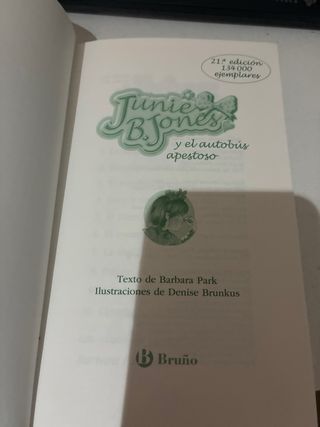 21.ª edición
134 000
ejemplares
Junie
B. Jones
y el autobús
apestoso
Texto de Barbara Park
Ilustraciones de Denise Brunkus
B Bruño